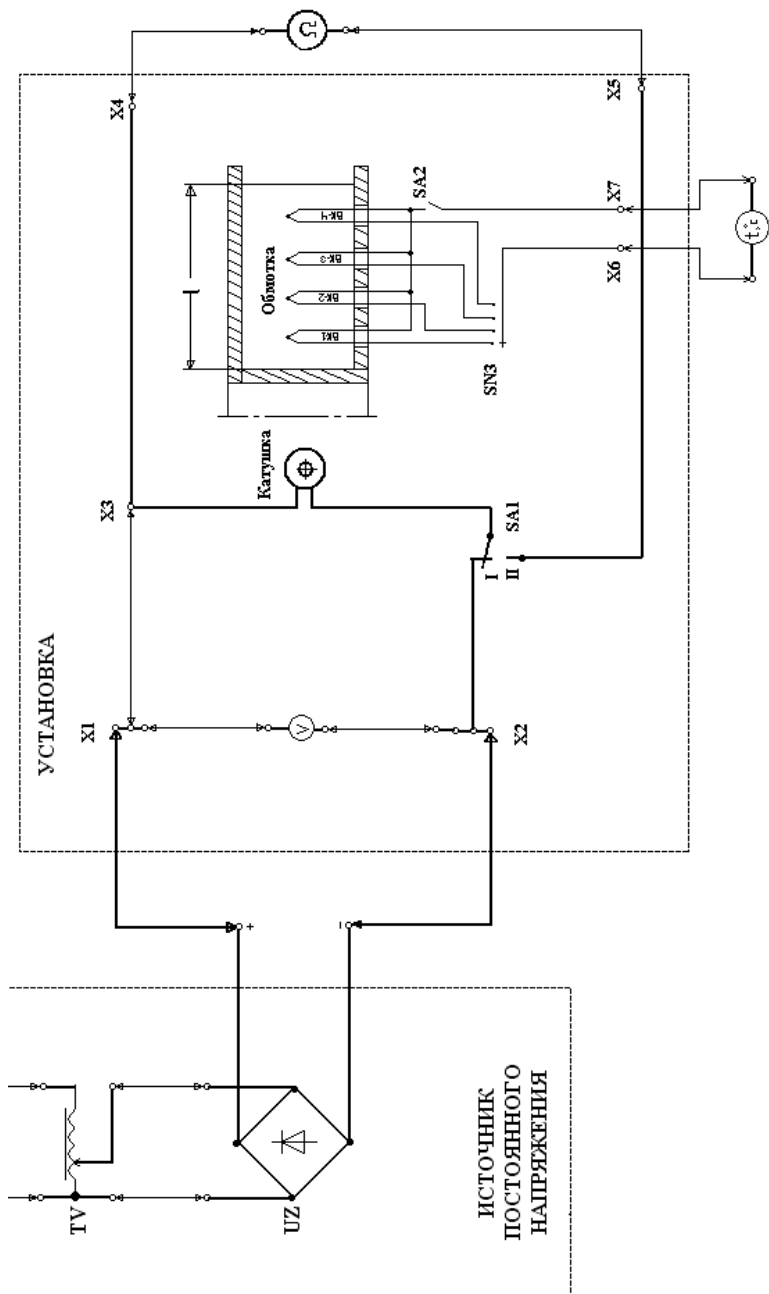 Ω
X4
X5
SA2
X7
X6
t,°c
l
Обмотка
ВК1
ВК-2
ВК-3
ВК-Ч
SN3
Катушка
X3
SA1
I
II
УСТАНОВКА
X1
V
X2
+
−
TV
UZ
ИСТОЧНИК
ПОСТОЯННОГО
НАПРЯЖЕНИЯ